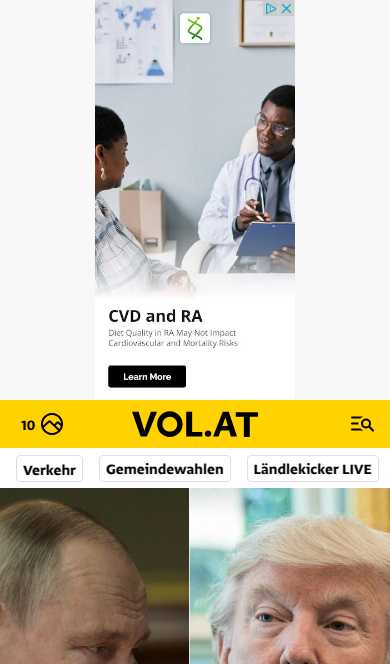 CVD and RA
Diet Quality in RA May Not Impact
Cardiovascular and Mortality Risks
Learn More
10
VOL.AT
Verkehr
Gemeindewahlen
Ländlekicker LIVE